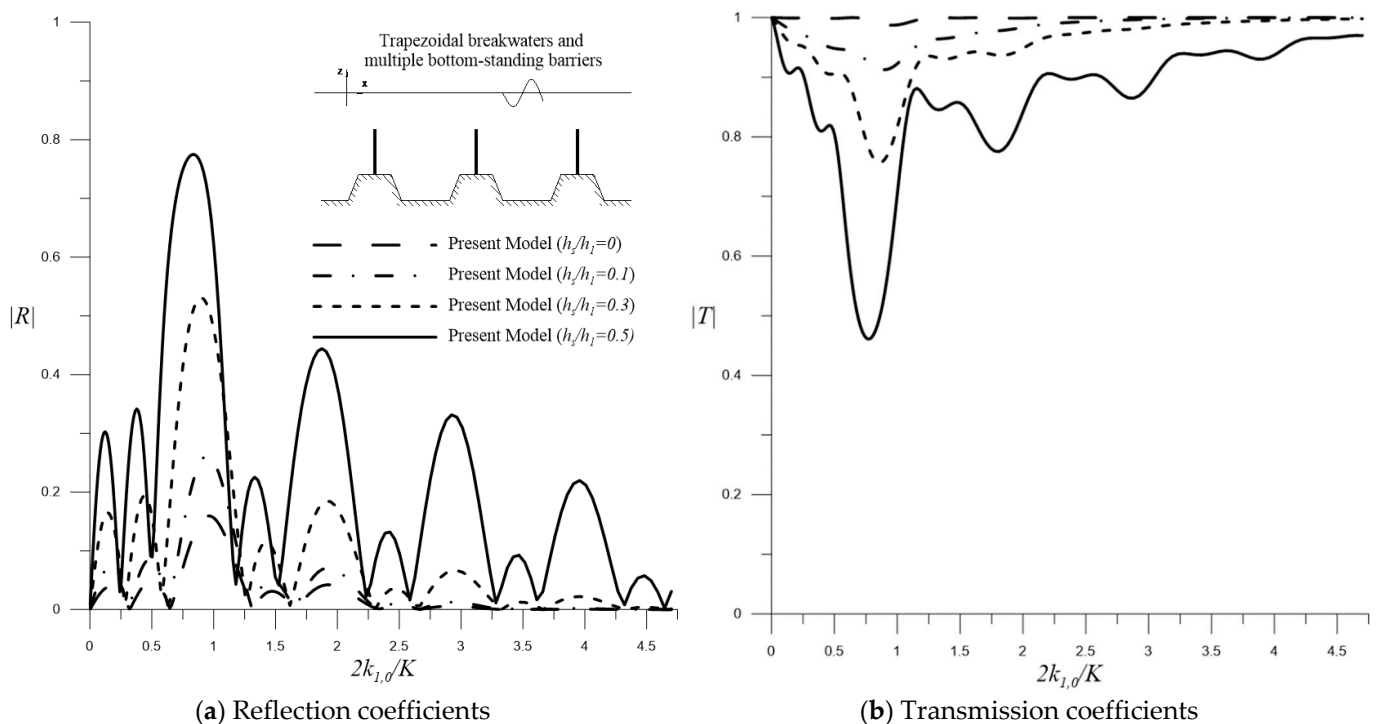 1
0.8
0.6
0.4
0.2
0
|R|
0
0.5
1
1.5
2
2.5
3
3.5
4
4.5
2k1,0/K
Trapezoidal breakwaters and
multiple bottom-standing barriers
z
x
Present Model (hs/h1=0)
Present Model (hs/h1=0.1)
Present Model (hs/h1=0.3)
Present Model (hs/h1=0.5)
(a) Reflection coefficients
1
0.8
0.6
0.4
0.2
0
|T|
0
0.5
1
1.5
2
2.5
3
3.5
4
4.5
2k1,0/K
(b) Transmission coefficients